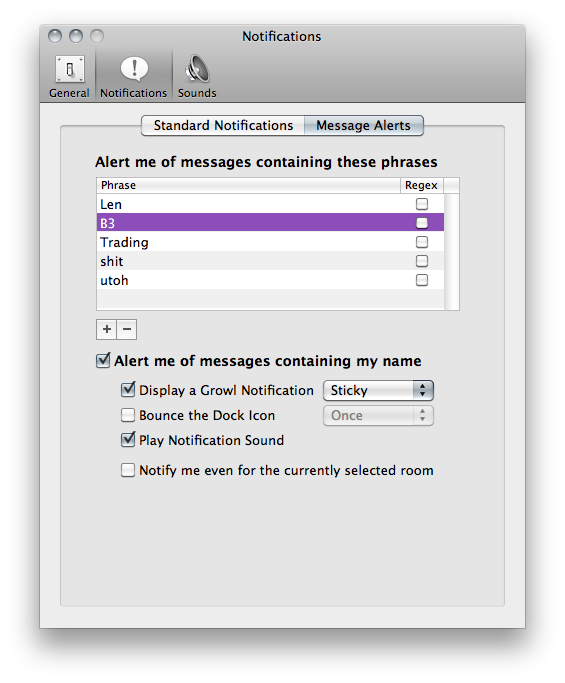 Notifications
General Notifications Sounds
Standard Notifications Message Alerts
Alert me of messages containing these phrases
Phrase Regex
Len
B3
Trading
shit
utoh
+ −
Alert me of messages containing my name
Display a Growl Notification Sticky
Bounce the Dock Icon Once
Play Notification Sound
Notify me even for the currently selected room